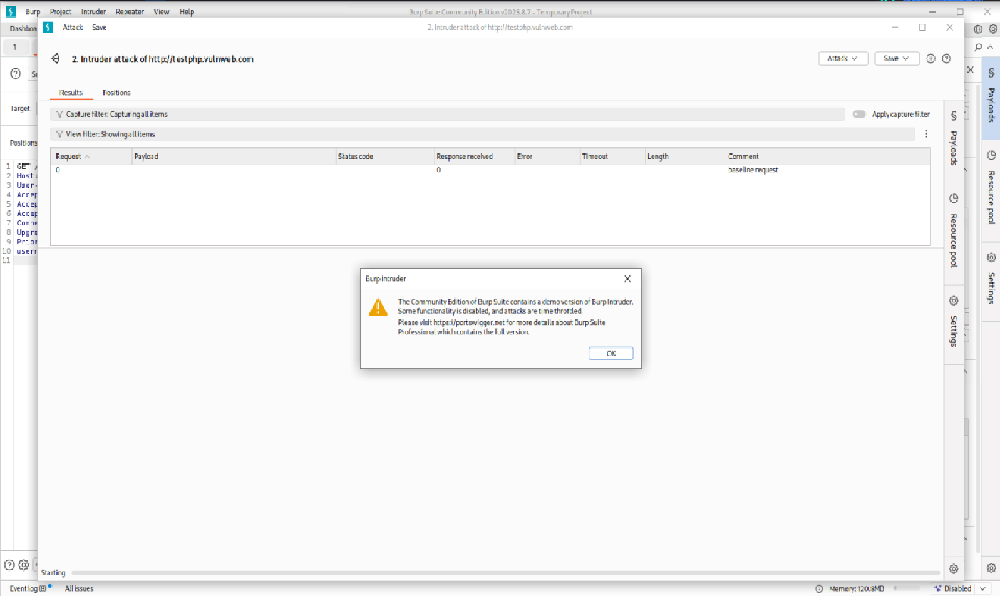 Burp Project Intruder Repeater View Help
Burp Suite Community Edition v2025.8.7 - Temporary Project
Attack Save
2. Intruder attack of http://testphp.vulnweb.com
1
2. Intruder attack of http://testphp.vulnweb.com
Attack
Save
Results Positions
Target
Positions
Capture filter: Capturing all items
Apply capture filter
View filter: Showing all items
Request Payload Status code Response received Error Timeout Length Comment
0 0 baseline request
1 GET
2 Host:
3 User-
4 Accep
5 Accep
6 Accep
7 Conne
8 Upgra
9 Prior
10 usern
11
Burp Intruder
The Community Edition of Burp Suite contains a demo version of Burp Intruder.
Some functionality is disabled, and attacks are time throttled.
Please visit https://portswigger.net for more details about Burp Suite
Professional which contains the full version.
OK
Payloads
Resource pool
Settings
Payloads
Resource pool
Settings
Starting
Event log (8) All issues
Memory: 120.8MB
Disabled